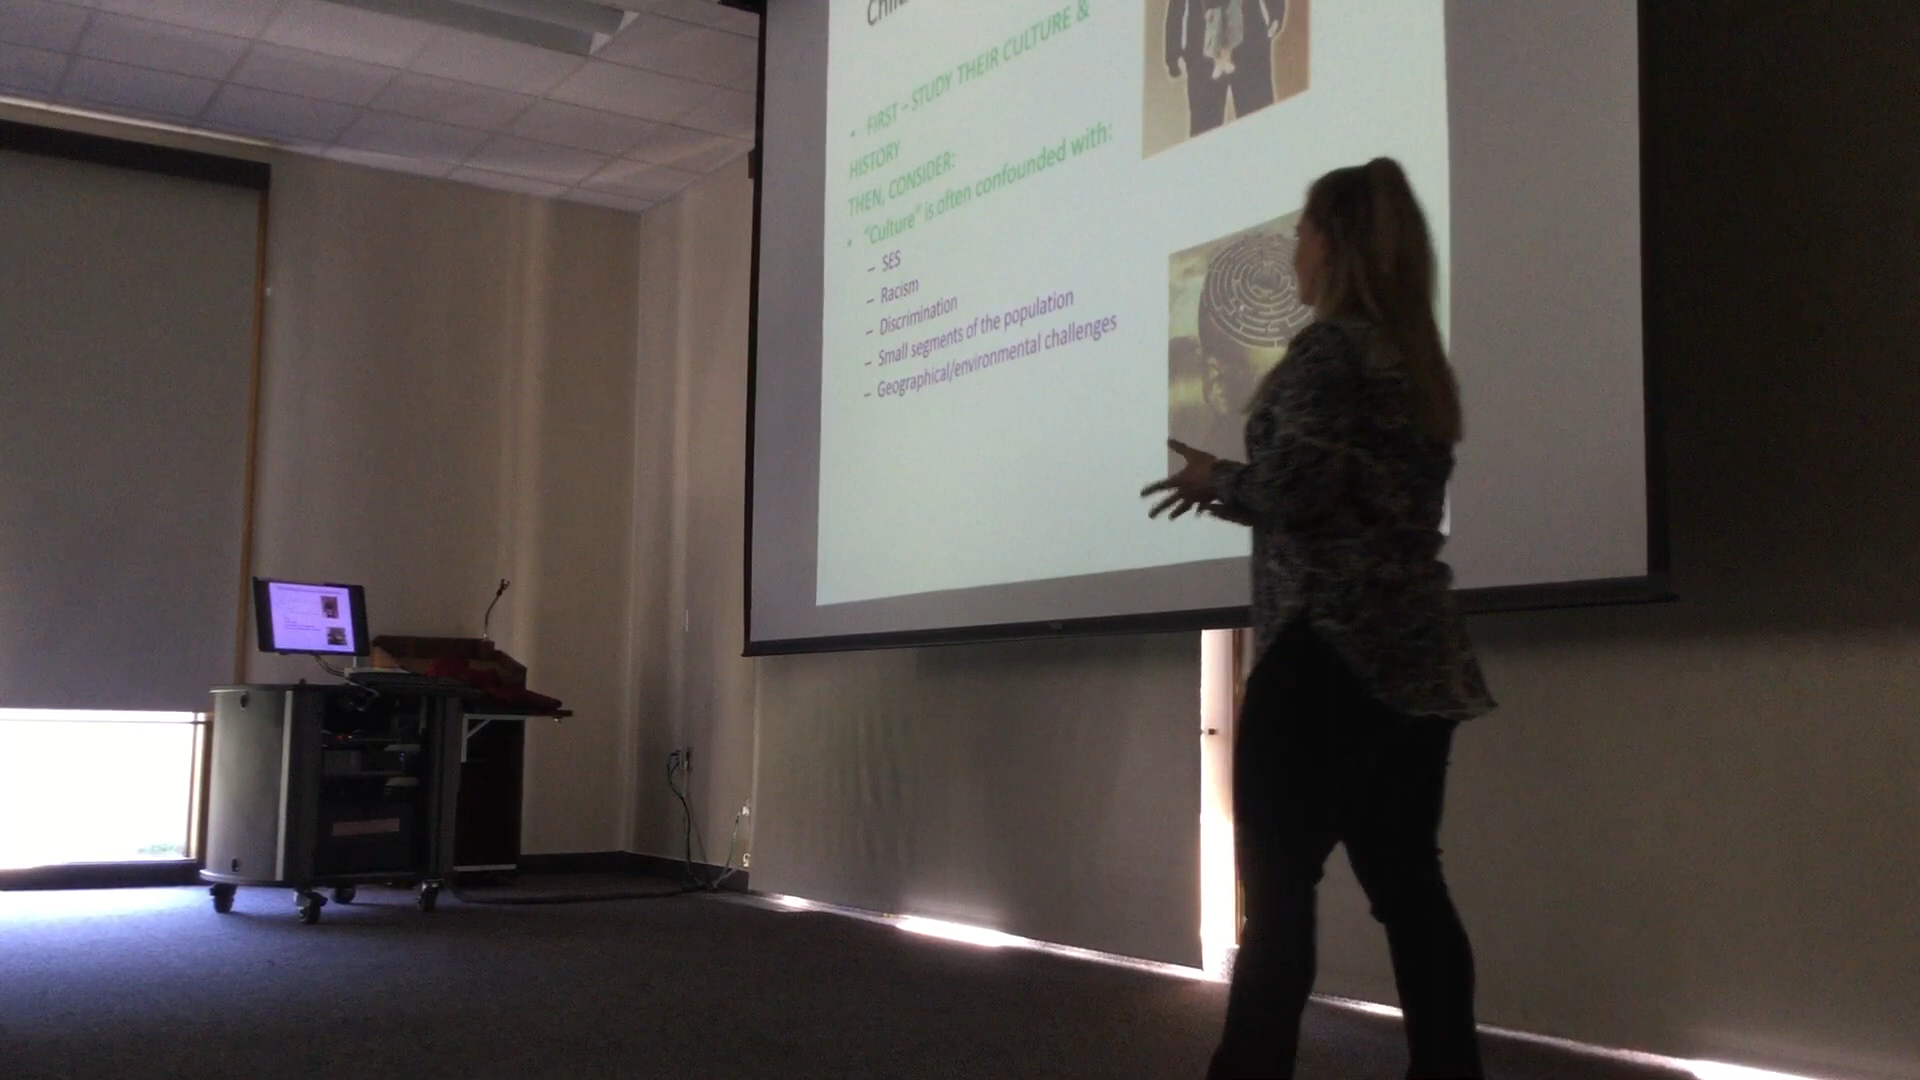 • FIRST – STUDY THEIR CULTURE &
HISTORY
THEN, CONSIDER:
• "Culture" is often confounded with:
– SES
– Racism
– Discrimination
– Small segments of the population
– Geographical/environmental challenges